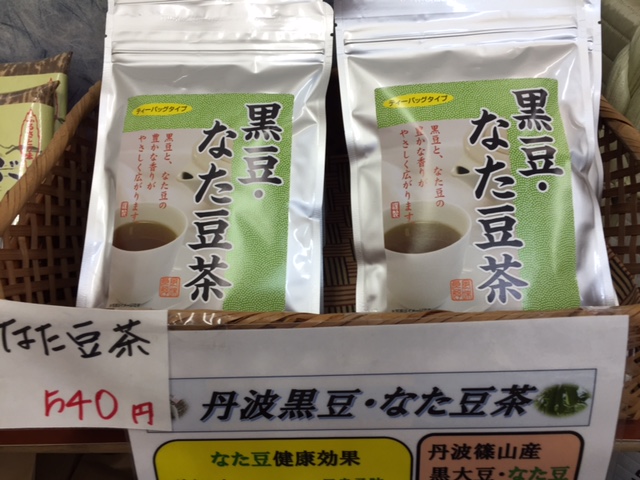 ティーバッグタイプ
黒豆・
なた豆茶
黒豆と、なた豆の
豊かな香りが
やさしく広がります
ティーバッグタイプ
黒豆・
なた豆茶
黒豆と、なた豆の
豊かな香りが
やさしく広がります
なた豆茶
540円
丹波黒豆・なた豆茶
なた豆健康効果
丹波篠山産
黒大豆・なた豆